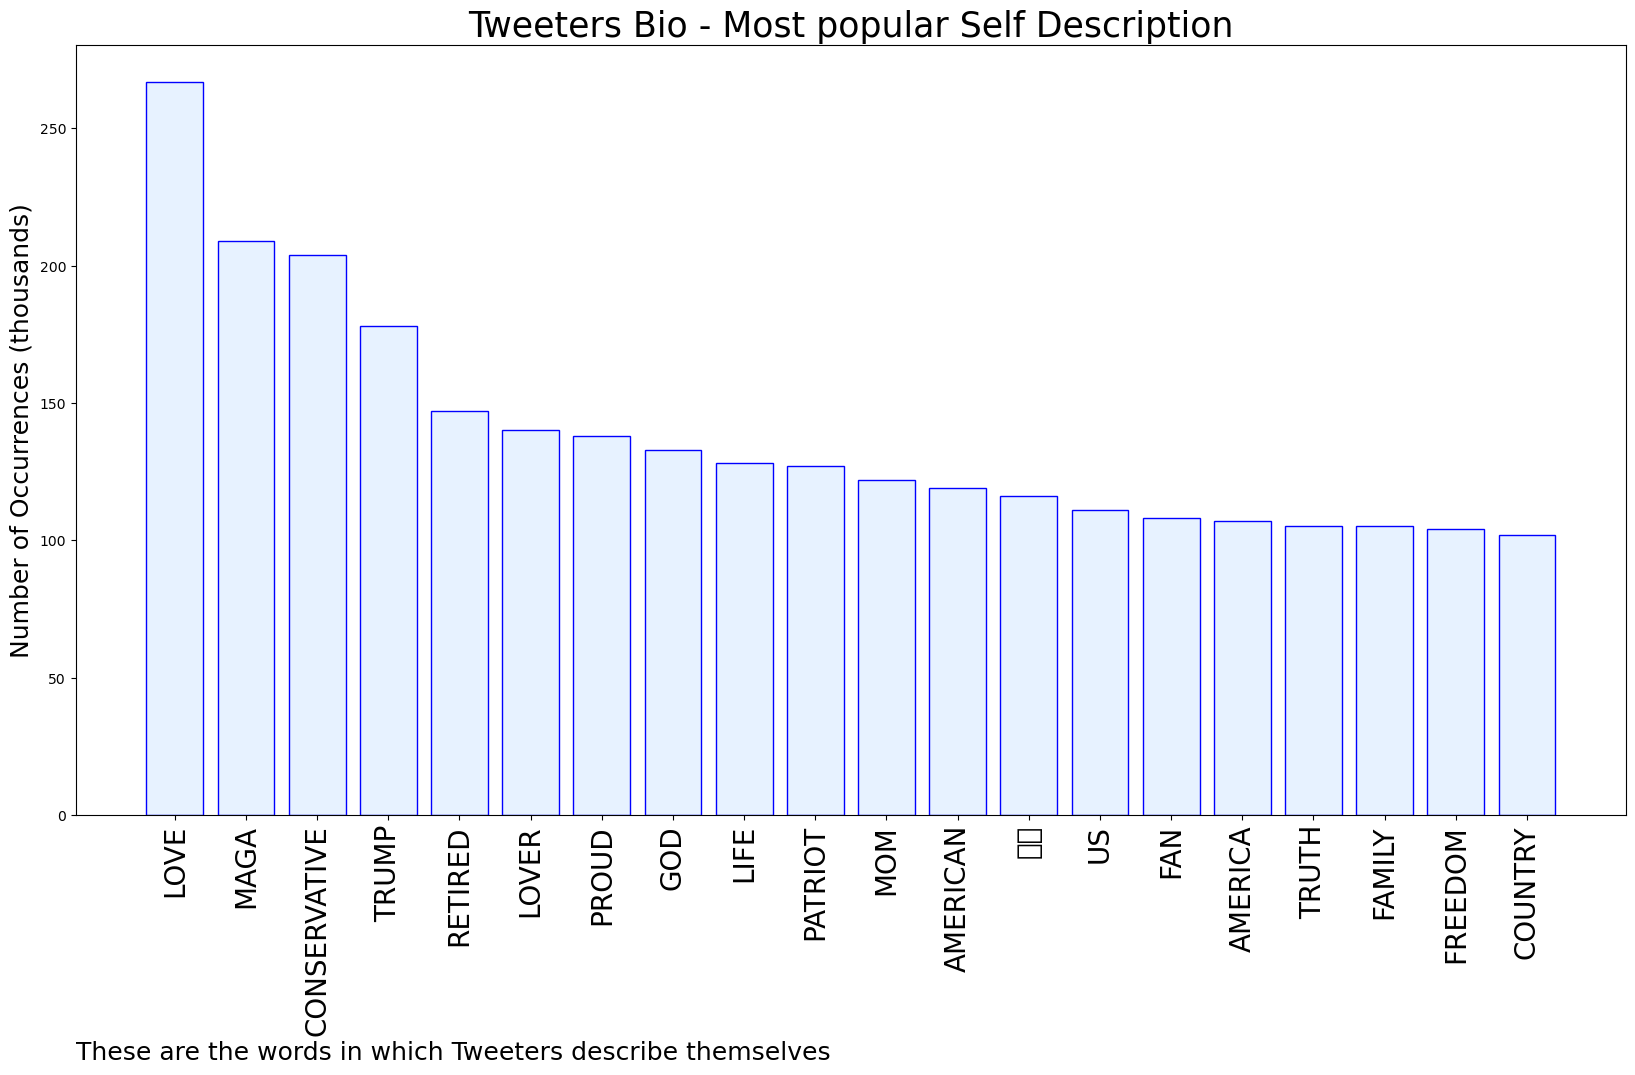 Tweeters Bio - Most popular Self Description
Number of Occurrences (thousands)
250
200
150
100
50
0
LOVE
MAGA
CONSERVATIVE
TRUMP
RETIRED
LOVER
PROUD
GOD
LIFE
PATRIOT
MOM
AMERICAN
US
FAN
AMERICA
TRUTH
FAMILY
FREEDOM
COUNTRY
These are the words in which Tweeters describe themselves